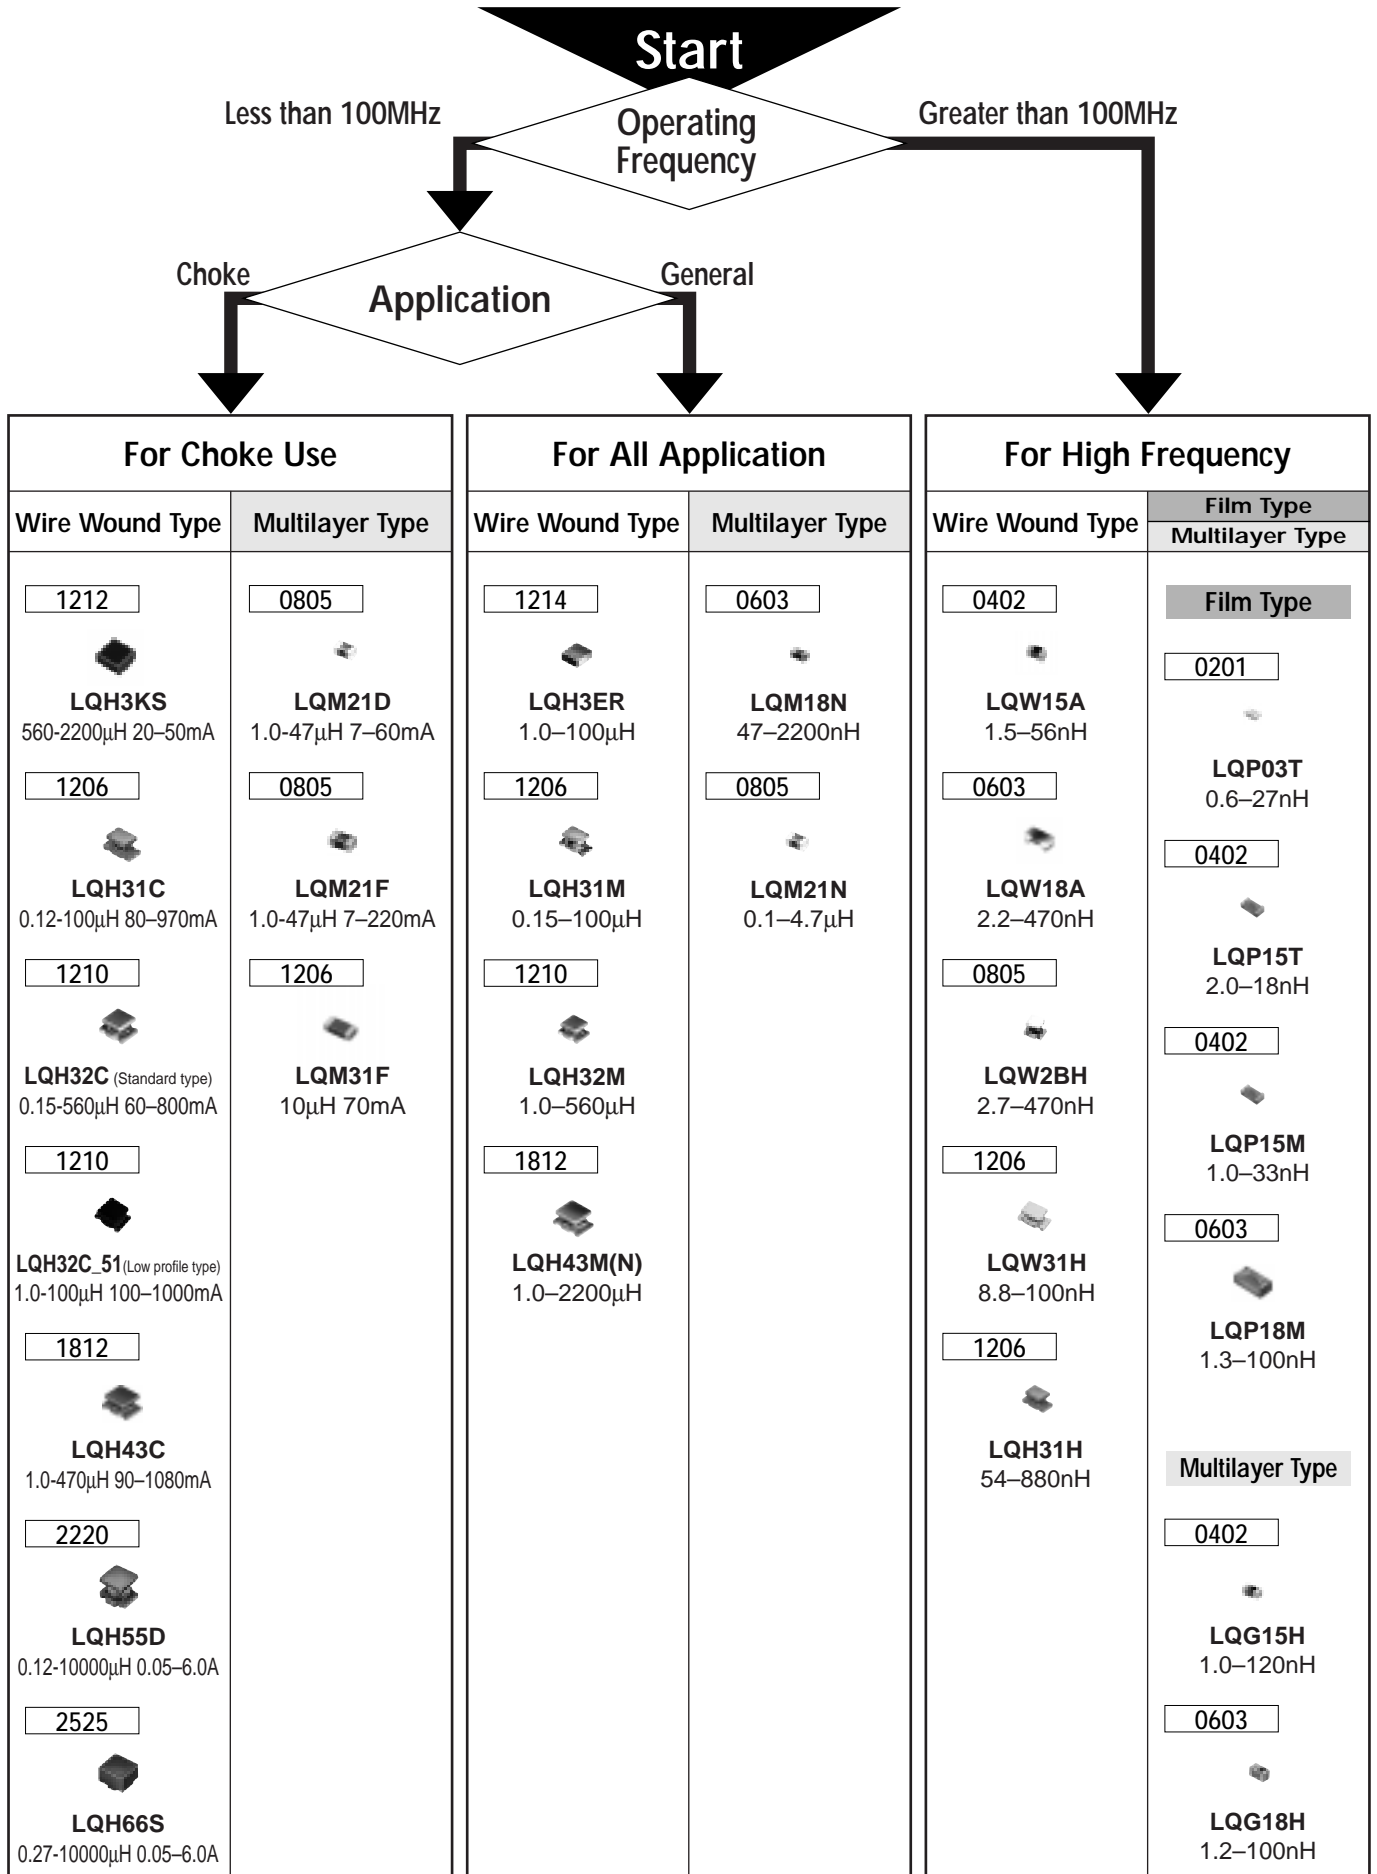 Start
Operating
Frequency
Less than 100MHz
Greater than 100MHz
Application
Choke
General
For Choke Use
Wire Wound Type
1212
LQH3KS
560-2200µH 20–50mA
1206
LQH31C
0.12-100µH 80–970mA
1210
LQH32C (Standard type)
0.15-560µH 60–800mA
1210
LQH32C_51(Low profile type)
1.0-100µH 100–1000mA
1812
LQH43C
1.0-470µH 90–1080mA
2220
LQH55D
0.12-10000µH 0.05–6.0A
2525
LQH66S
0.27-10000µH 0.05–6.0A
Multilayer Type
0805
LQM21D
1.0-47µH 7–60mA
0805
LQM21F
1.0-47µH 7–220mA
1206
LQM31F
10µH 70mA
For All Application
Wire Wound Type
1214
LQH3ER
1.0–100µH
1206
LQH31M
0.15–100µH
1210
LQH32M
1.0–560µH
1812
LQH43M(N)
1.0–2200µH
Multilayer Type
0603
LQM18N
47–2200nH
0805
LQM21N
0.1–4.7µH
For High Frequency
Wire Wound Type
0402
LQW15A
1.5–56nH
0603
LQW18A
2.2–470nH
0805
LQW2BH
2.7–470nH
1206
LQW31H
8.8–100nH
1206
LQH31H
54–880nH
Film Type
Multilayer Type
Film Type
0201
LQP03T
0.6–27nH
0402
LQP15T
2.0–18nH
0402
LQP15M
1.0–33nH
0603
LQP18M
1.3–100nH
Multilayer Type
0402
LQG15H
1.0–120nH
0603
LQG18H
1.2–100nH